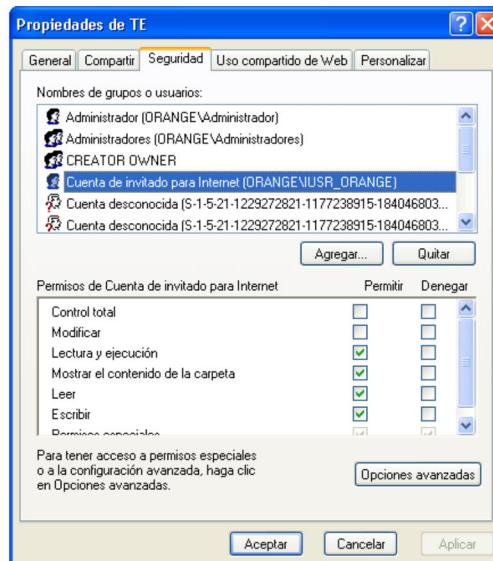 Propiedades de TE
General Compartir Seguridad Uso compartido de Web Personalizar
Nombres de grupos o usuarios:
Administrador (ORANGE\Administrador)
Administradores (ORANGE\Administradores)
CREATOR OWNER
Cuenta de invitado para Internet (ORANGE\IUSR_ORANGE)
Cuenta desconocida (S-1-5-21-1229272821-1177238915-184046803...
Cuenta desconocida (S-1-5-21-1229272821-1177238915-184046803...
Agregar... Quitar
Permisos de Cuenta de invitado para Internet Permitir Denegar
Control total
Modificar
Lectura y ejecución
Mostrar el contenido de la carpeta
Leer
Escribir
Permisos especiales
Para tener acceso a permisos especiales
o a la configuración avanzada, haga clic
en Opciones avanzadas.
Opciones avanzadas
Aceptar Cancelar Aplicar